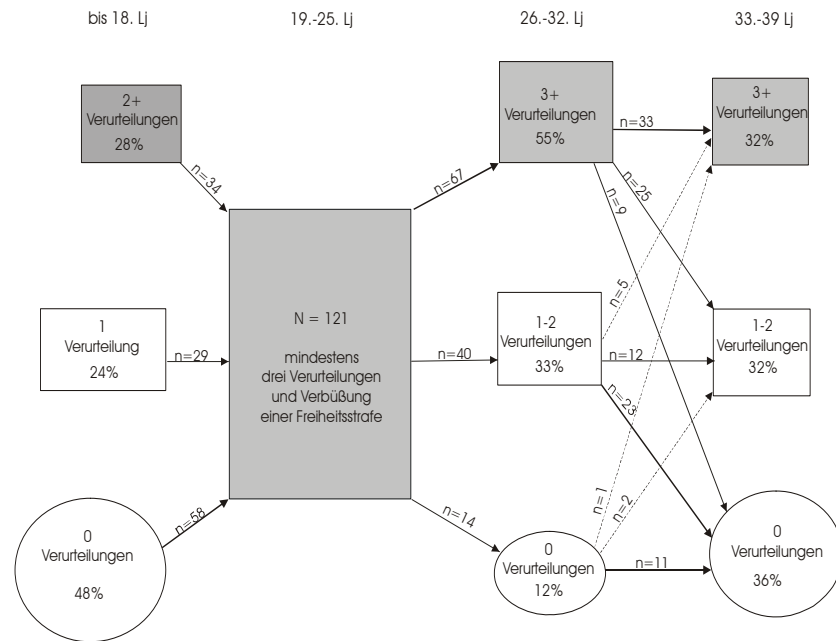 bis 18. Lj
19.-25. Lj
26.-32. Lj
33.-39 Lj
2+
Verurteilungen
28%
n=34
1
Verurteilung
24%
n=29
0
Verurteilungen
48%
n=58
N = 121
mindestens
drei Verurteilungen
und Verbüßung
einer Freiheitsstrafe
n=67
n=40
n=14
3+
Verurteilungen
55%
n=33
n=25
n=9
1-2
Verurteilungen
33%
n=5
n=12
n=23
0
Verurteilungen
12%
n=1
n=2
n=11
3+
Verurteilungen
32%
1-2
Verurteilungen
32%
0
Verurteilungen
36%